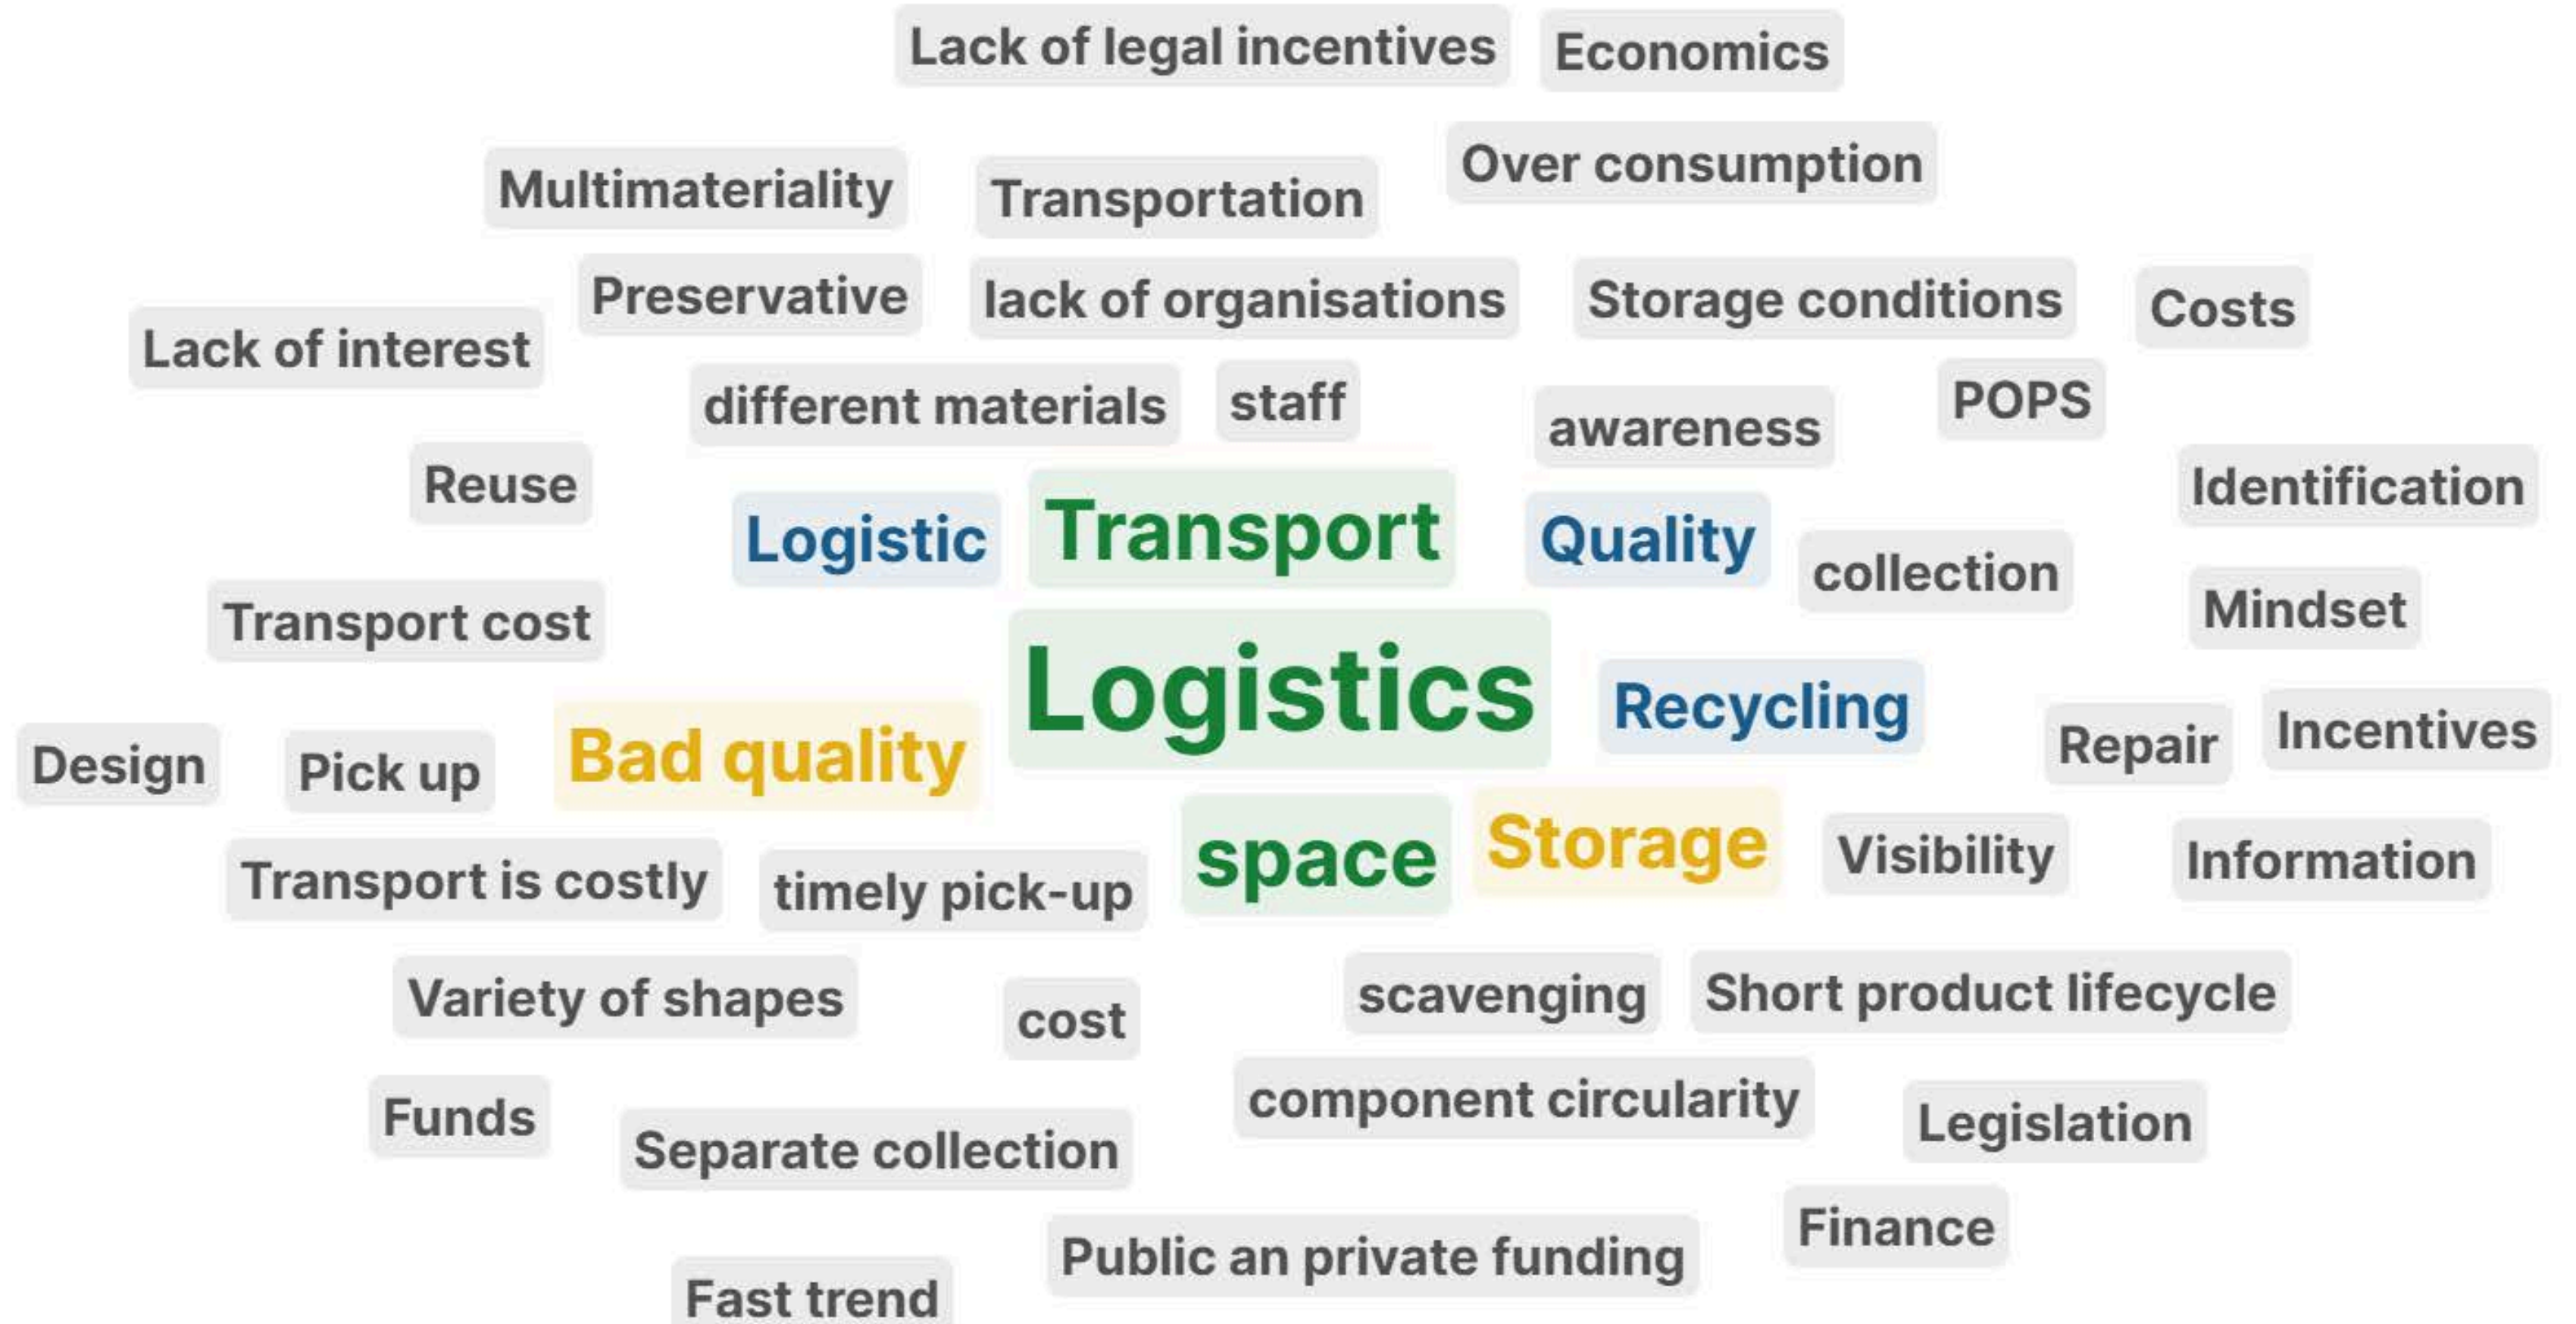 Lack of legal incentives
Economics
Over consumption
Multimateriality
Transportation
Preservative
lack of organisations
Storage conditions
Costs
Lack of interest
different materials
staff
awareness
POPS
Reuse
Logistic
Transport
Quality
Identification
collection
Transport cost
Mindset
Logistics
Recycling
Design
Pick up
Bad quality
Repair
Incentives
space
Storage
Visibility
Information
Transport is costly
timely pick-up
Variety of shapes
cost
scavenging
Short product lifecycle
Funds
component circularity
Legislation
Separate collection
Finance
Public an private funding
Fast trend